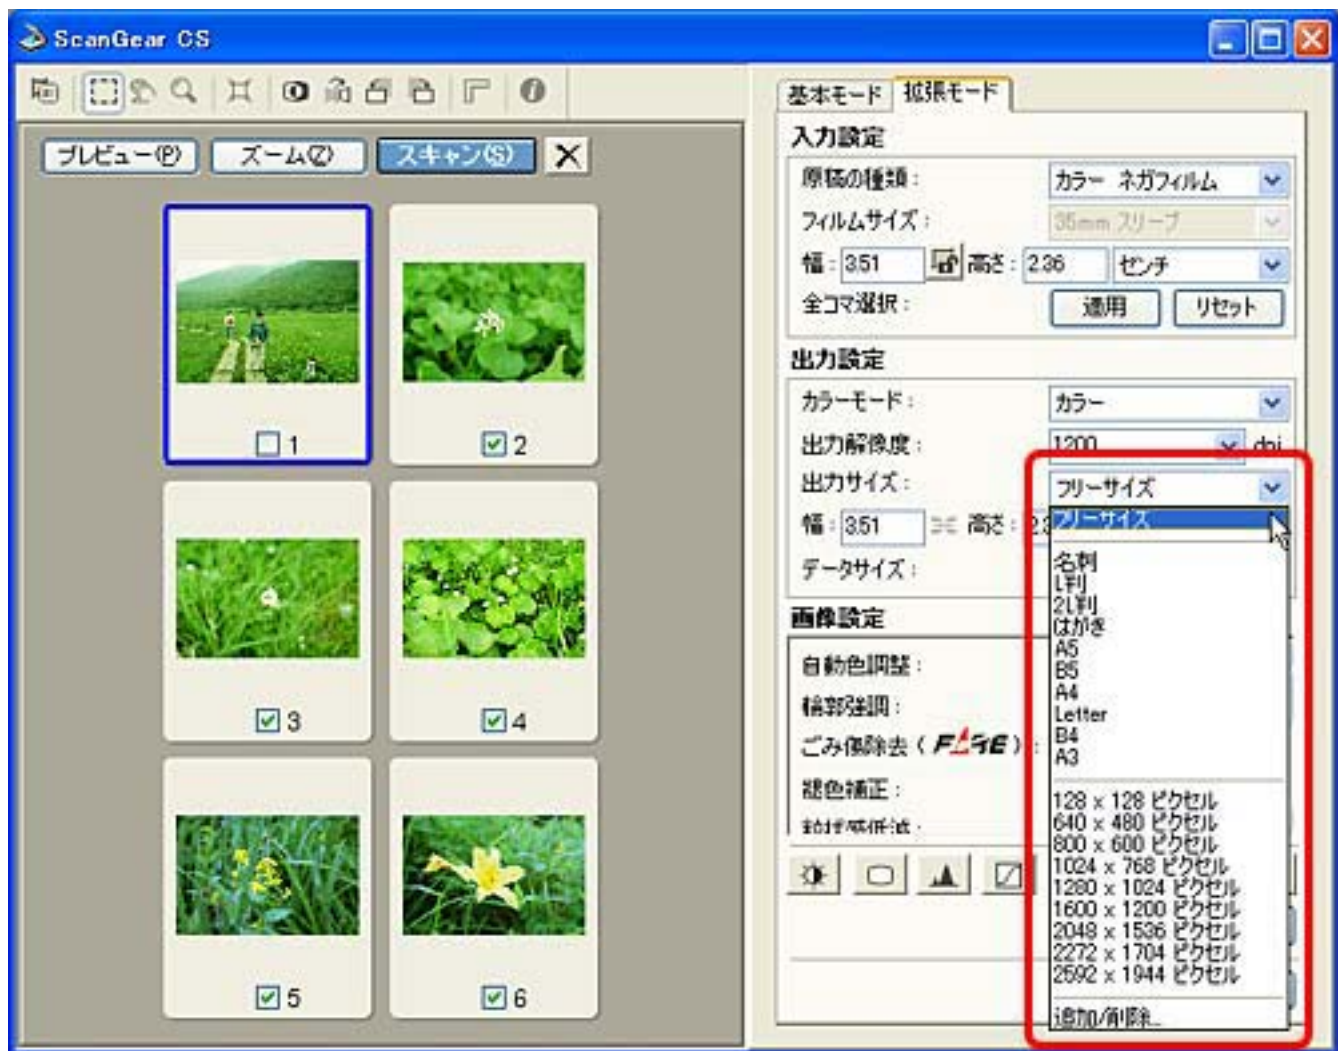 ScanGear CS
プレビュー(P) ズーム(Z) スキャン(S)
1
2
3
4
5
6
基本モード 拡張モード
入力設定
原稿の種類: カラー ネガフィルム
フィルムサイズ: 35mm スリーブ
幅: 3.51 高さ: 2.36 センチ
全コマ選択: 適用 リセット
出力設定
カラーモード: カラー
出力解像度: 1200 dpi
出力サイズ: フリーサイズ
幅: 3.51 高さ:
データサイズ:
フリーサイズ
名刺
L判
2L判
はがき
A5
B5
A4
Letter
B4
A3
128 x 128 ピクセル
640 x 480 ピクセル
800 x 600 ピクセル
1024 x 768 ピクセル
1280 x 1024 ピクセル
1600 x 1200 ピクセル
2048 x 1536 ピクセル
2272 x 1704 ピクセル
2592 x 1944 ピクセル
追加/削除...
画像設定
自動色調整:
輪郭強調:
ごみ傷除去(FARE):
褪色補正:
粒状感低減: